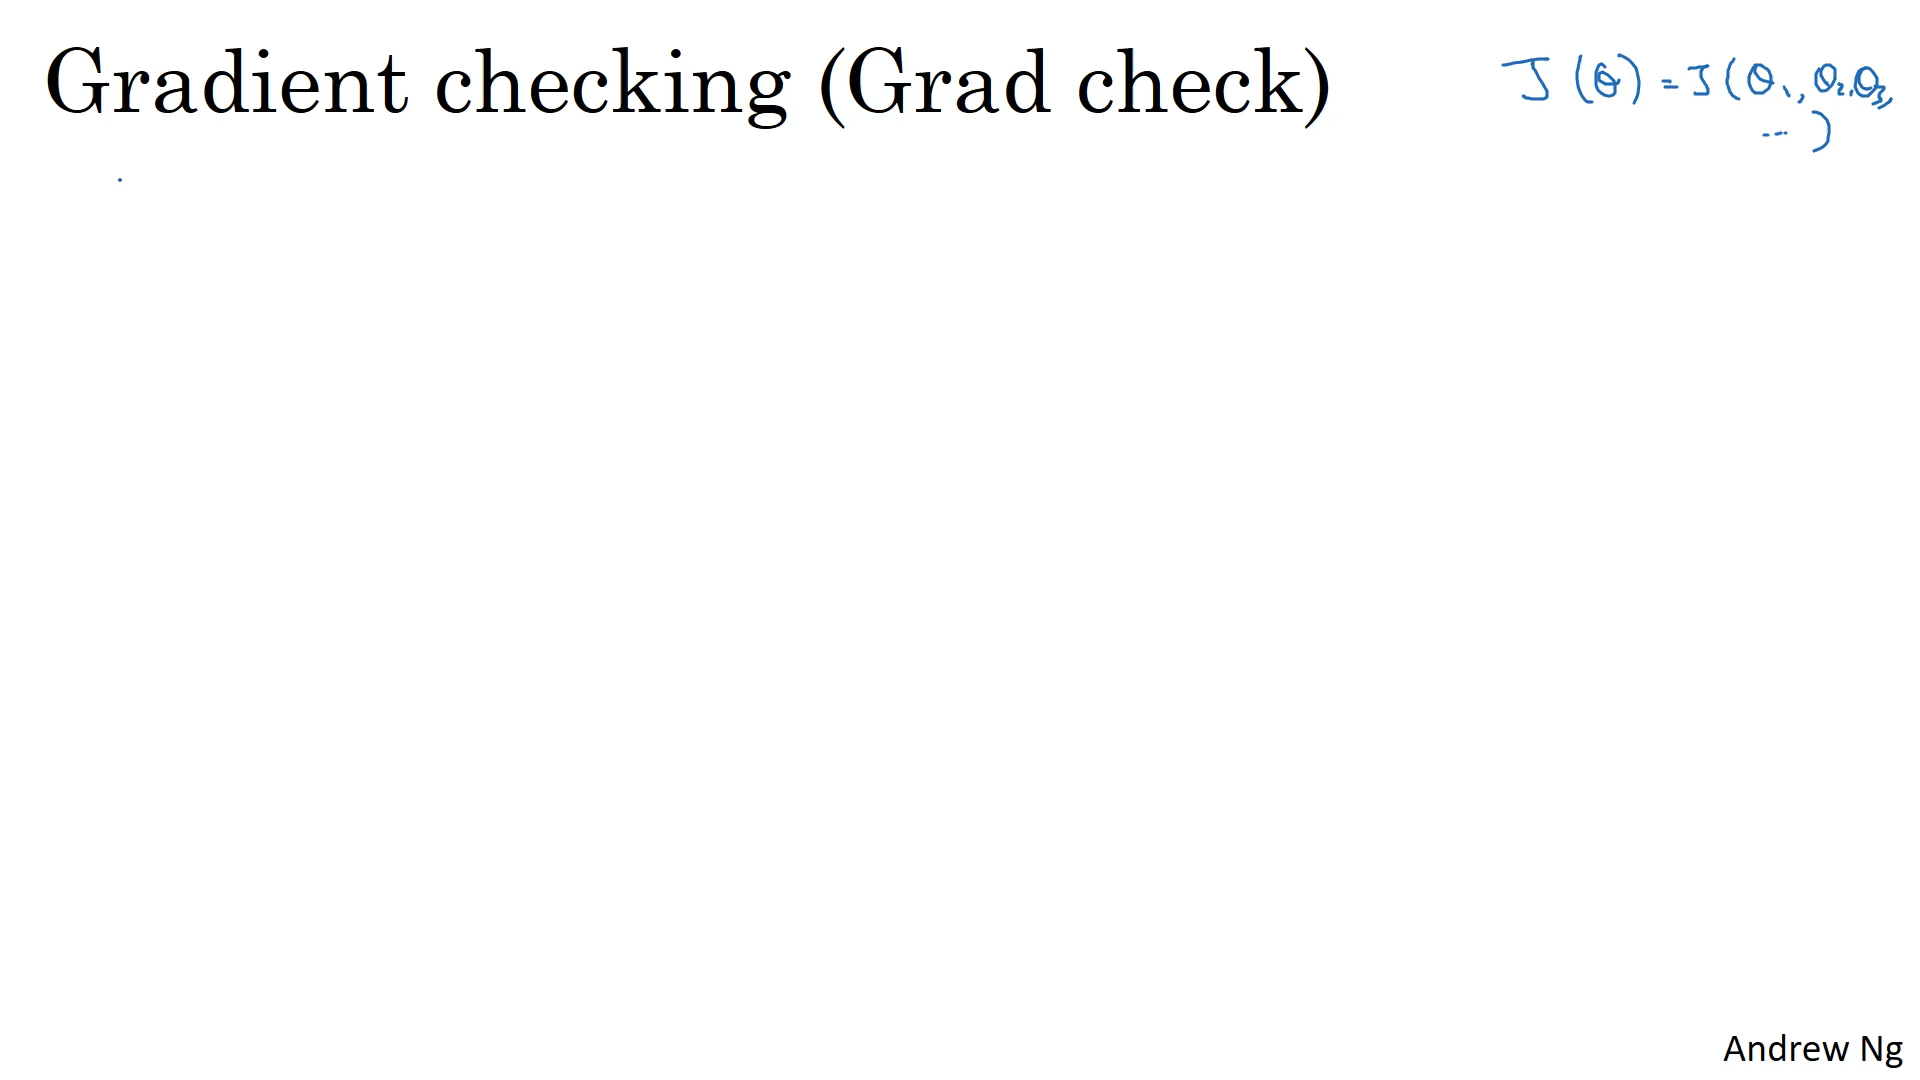 Gradient checking (Grad check)
J(θ) = J(θ₁, θ₂, θ₃,
... )
Andrew Ng